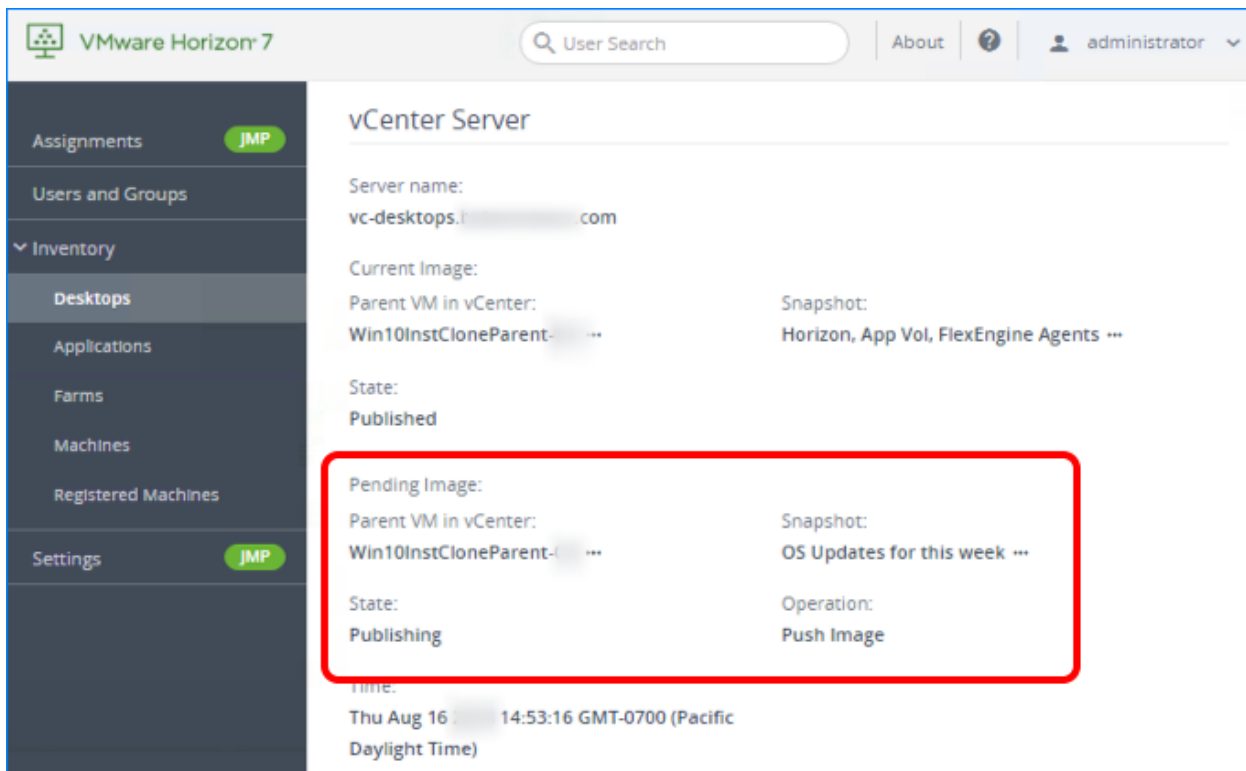 VMware Horizon® 7
User Search
About
?
administrator
Assignments JMP
Users and Groups
Inventory
Desktops
Applications
Farms
Machines
Registered Machines
Settings JMP
vCenter Server
Server name:
vc-desktops. com
Current Image:
Parent VM in vCenter: Snapshot:
Win10InstCloneParent- ... Horizon, App Vol, FlexEngine Agents ...
State:
Published
Pending Image:
Parent VM in vCenter: Snapshot:
Win10InstCloneParent- ... OS Updates for this week ...
State: Operation:
Publishing Push Image
Time:
Thu Aug 16 14:53:16 GMT-0700 (Pacific
Daylight Time)